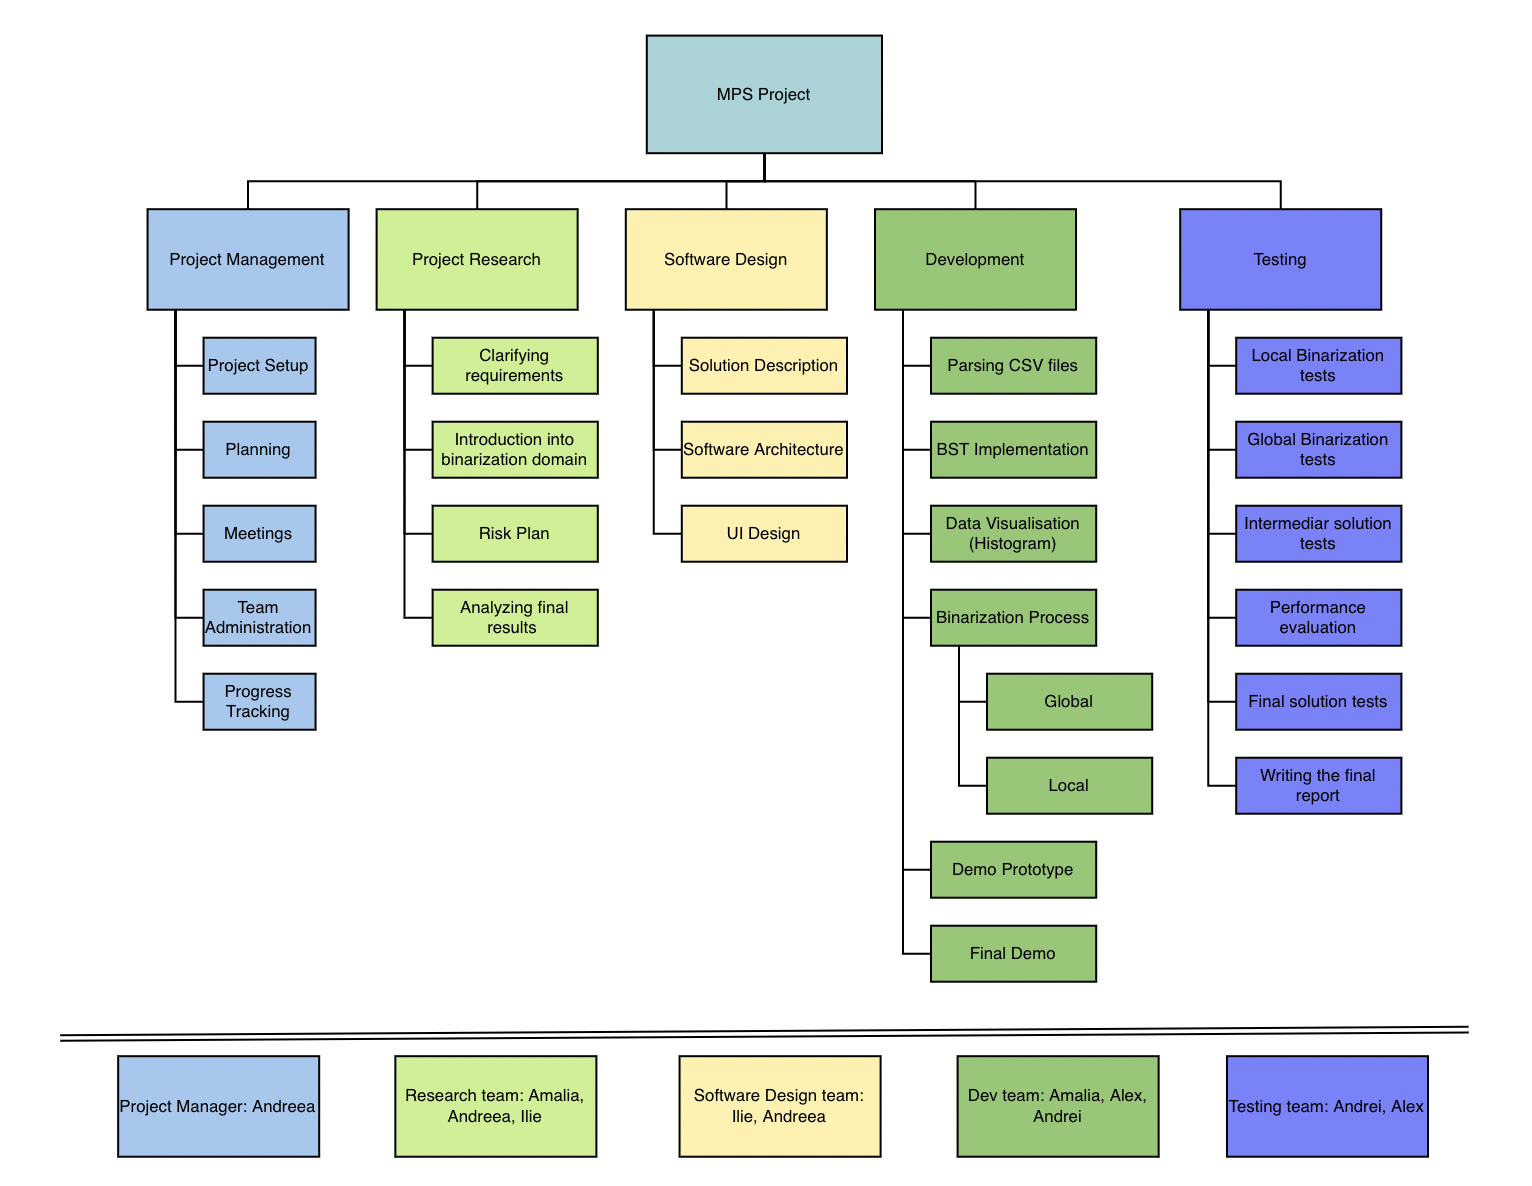 MPS Project
Project Management
Project Setup
Planning
Meetings
Team
Administration
Progress
Tracking
Project Research
Clarifying
requirements
Introduction into
binarization domain
Risk Plan
Analyzing final
results
Software Design
Solution Description
Software Architecture
UI Design
Development
Parsing CSV files
BST Implementation
Data Visualisation
(Histogram)
Binarization Process
Global
Local
Demo Prototype
Final Demo
Testing
Local Binarization
tests
Global Binarization
tests
Intermediar solution
tests
Performance
evaluation
Final solution tests
Writing the final
report
Project Manager: Andreea
Research team: Amalia,
Andreea, Ilie
Software Design team:
Ilie, Andreea
Dev team: Amalia, Alex,
Andrei
Testing team: Andrei, Alex